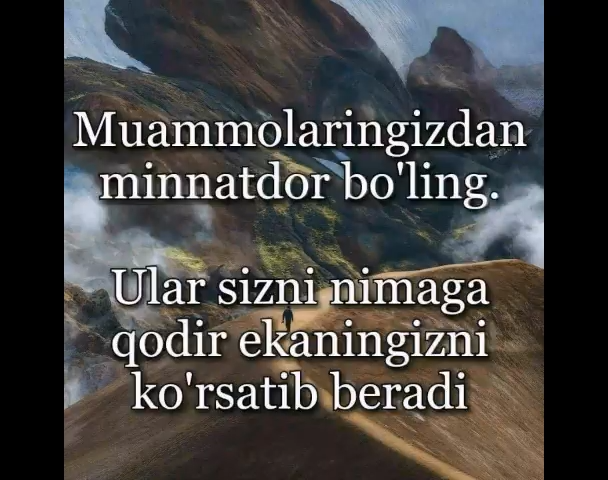 Muammolaringizdan
minnatdor bo'ling.
Ular sizni nimaga
qodir ekaningizni
ko'rsatib beradi